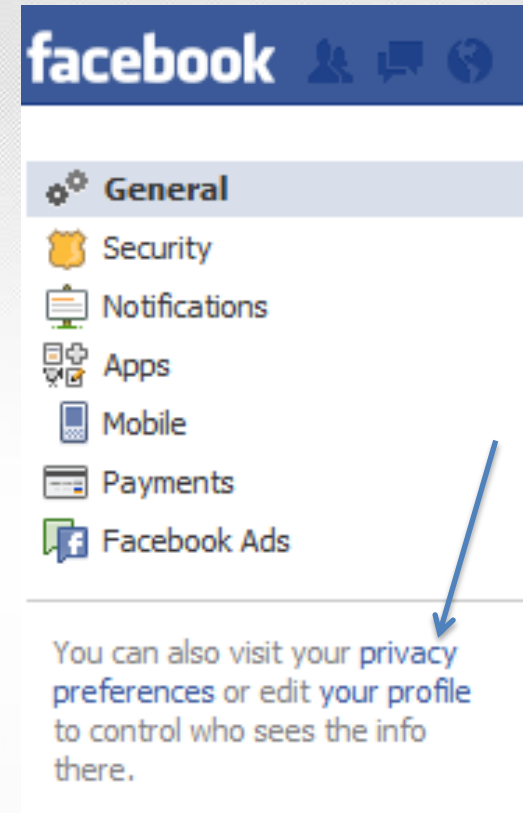 facebook
General
Security
Notifications
Apps
Mobile
Payments
Facebook Ads
You can also visit your privacy
preferences or edit your profile
to control who sees the info
there.